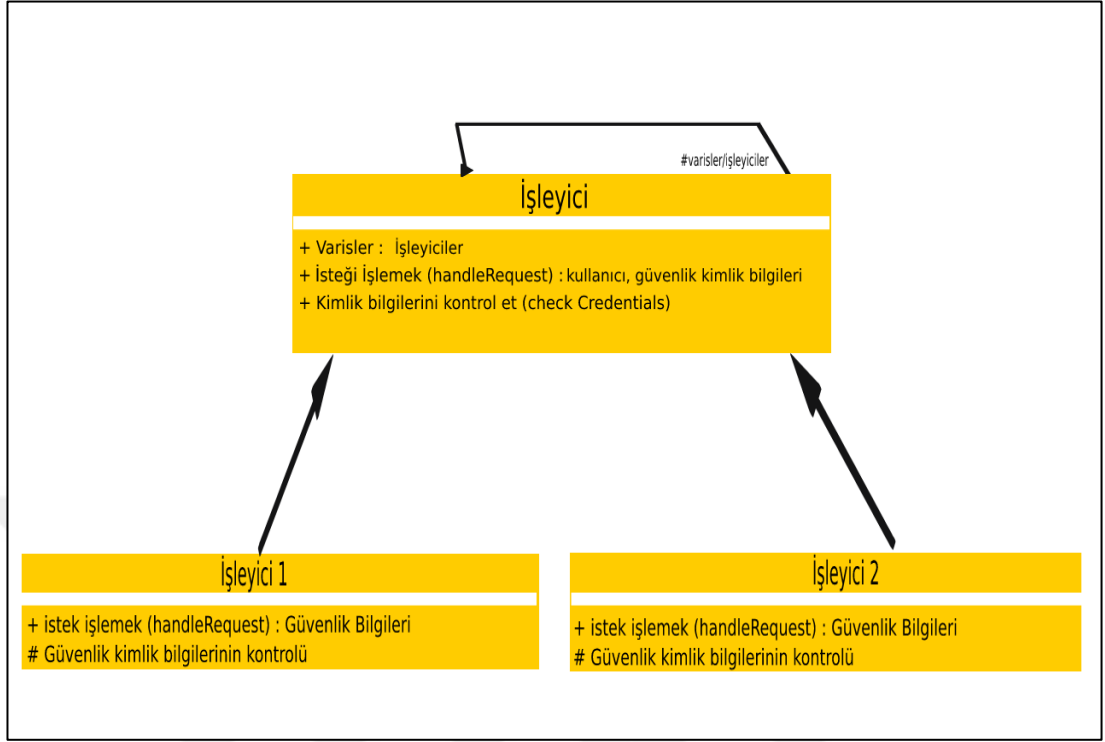 #varisler/işleyiciler
İşleyici
+ Varisler : İşleyiciler
+ İsteği İşlemek (handleRequest) : kullanıcı, güvenlik kimlik bilgileri
+ Kimlik bilgilerini kontrol et (check Credentials)
İşleyici 1
+ istek işlemek (handleRequest) : Güvenlik Bilgileri
# Güvenlik kimlik bilgilerinin kontrolü
İşleyici 2
+ istek işlemek (handleRequest) : Güvenlik Bilgileri
# Güvenlik kimlik bilgilerinin kontrolü